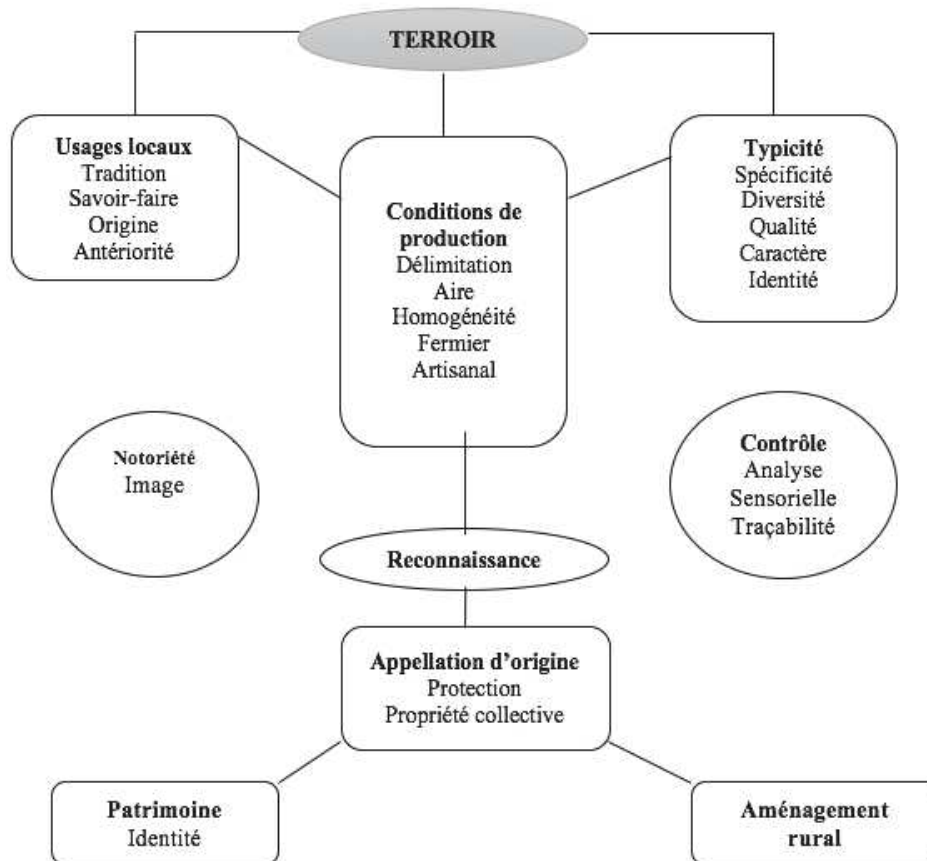 TERROIR
Usages locaux
Tradition
Savoir-faire
Origine
Antériorité
Conditions de
production
Délimitation
Aire
Homogénéité
Fermier
Artisanal
Typicité
Spécificité
Diversité
Qualité
Caractère
Identité
Notoriété
Image
Contrôle
Analyse
Sensorielle
Traçabilité
Reconnaissance
Appellation d’origine
Protection
Propriété collective
Patrimoine
Identité
Aménagement
rural